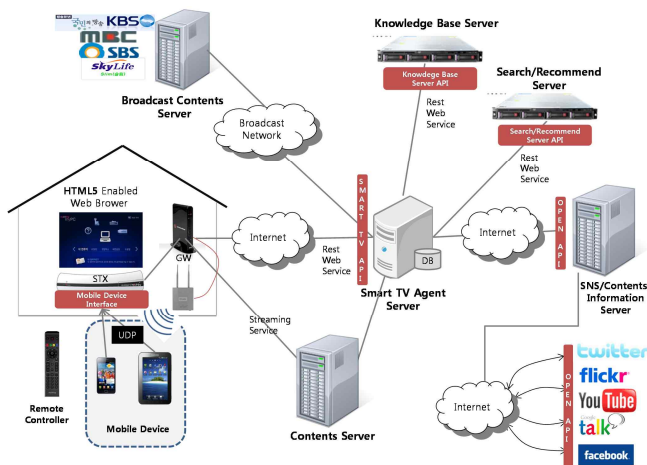 KBS
MBC
SBS
SkyLife
Broadcast Contents
Server
Knowledge Base Server
Knowdege Base
Server API
Search/Recommend
Server
Search/Recommend
Server API
Rest
Web
Service
Rest
Web
Service
Broadcast
Network
HTML5 Enabled
Web Brower
GW
STX
Mobile Device
Interface
Internet
Rest
Web
Service
SMART TV API
DB
Smart TV Agent
Server
Internet
OPEN API
SNS/Contents
Information
Server
UDP
Streaming
Service
Remote
Controller
Mobile Device
Contents Server
Internet
OPEN API
twitter
flickr
YouTube
Google
talk
facebook